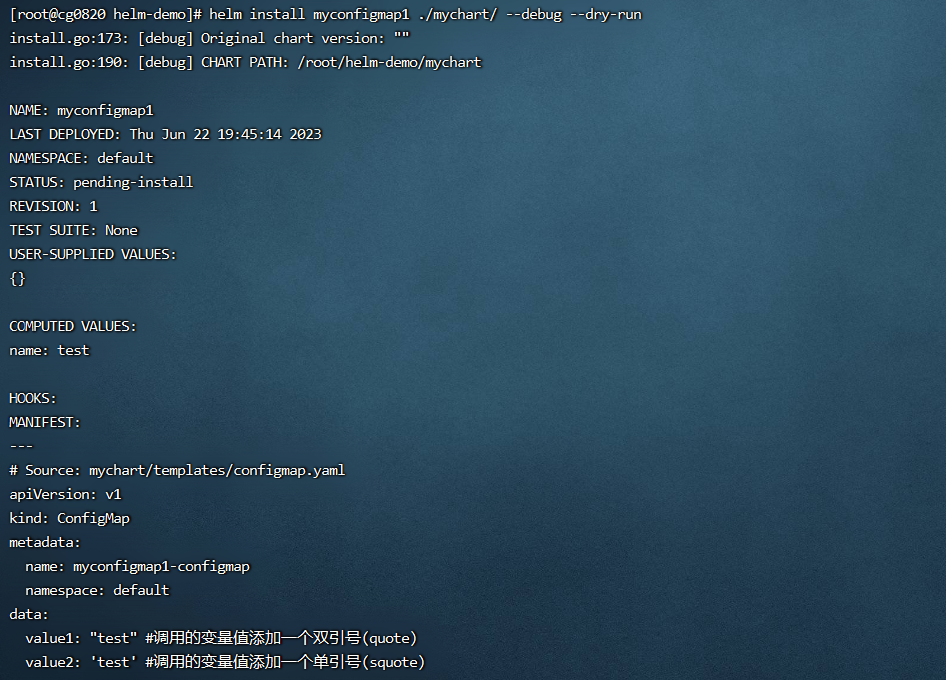 [root@cg0820 helm-demo]# helm install myconfigmap1 ./mychart/ --debug --dry-run
install.go:173: [debug] Original chart version: ""
install.go:190: [debug] CHART PATH: /root/helm-demo/mychart
NAME: myconfigmap1
LAST DEPLOYED: Thu Jun 22 19:45:14 2023
NAMESPACE: default
STATUS: pending-install
REVISION: 1
TEST SUITE: None
USER-SUPPLIED VALUES:
{}
COMPUTED VALUES:
name: test
HOOKS:
MANIFEST:
---
# Source: mychart/templates/configmap.yaml
apiVersion: v1
kind: ConfigMap
metadata:
  name: myconfigmap1-configmap
  namespace: default
data:
  value1: "test" #调用的变量值添加一个双引号(quote)
  value2: 'test' #调用的变量值添加一个单引号(squote)